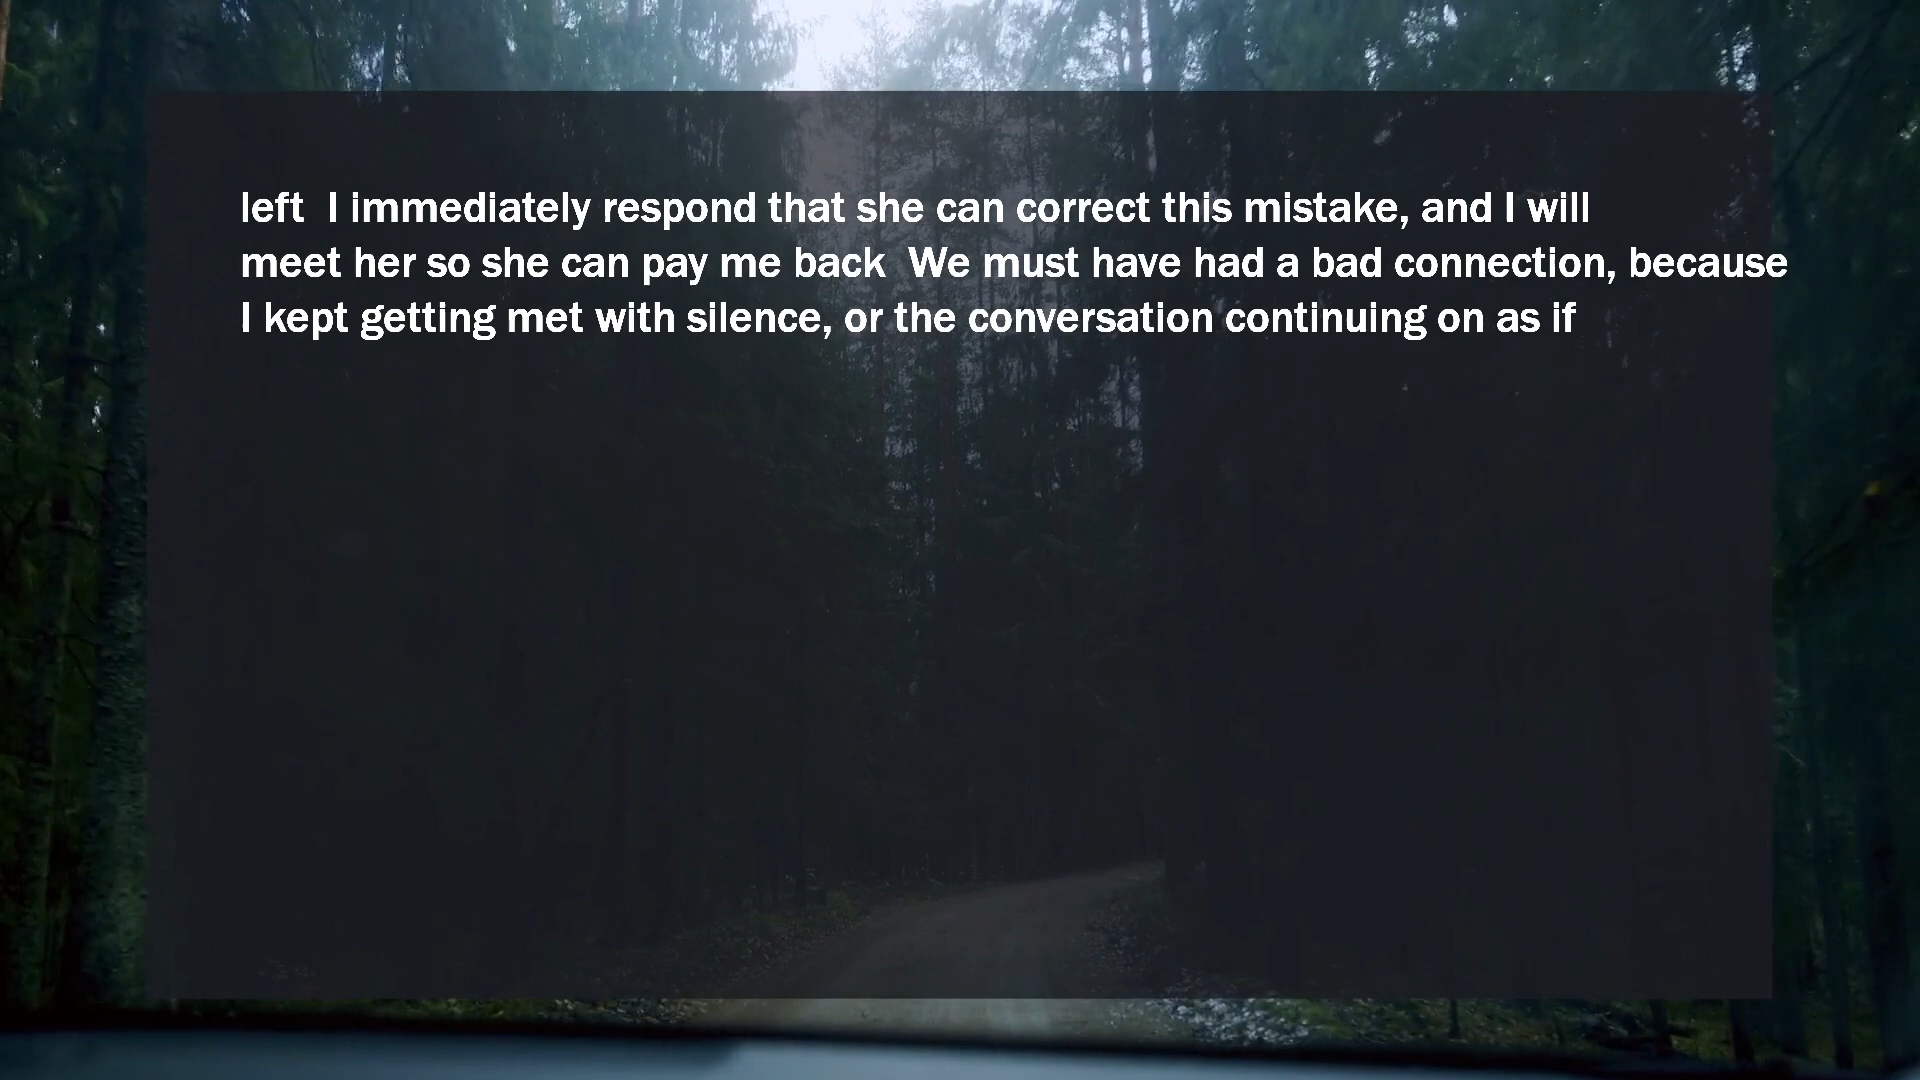 left  I immediately respond that she can correct this mistake, and I will
meet her so she can pay me back  We must have had a bad connection, because
I kept getting met with silence, or the conversation continuing on as if